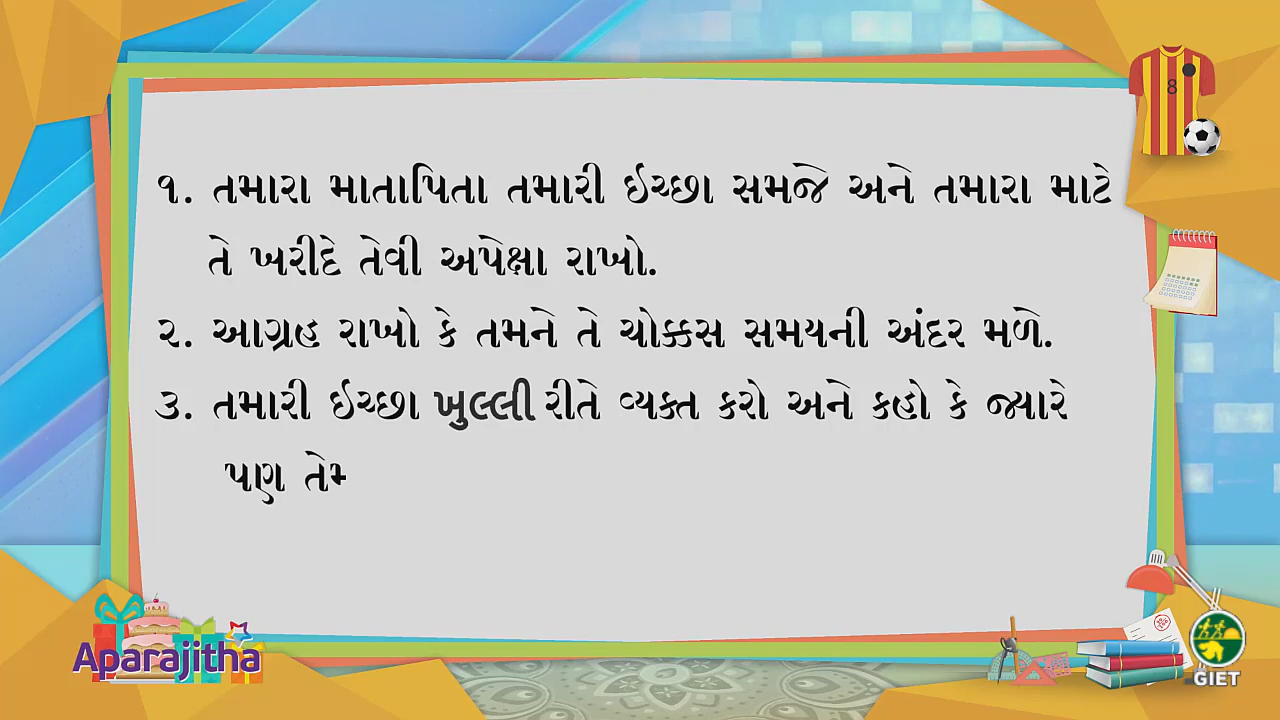 ૧. તમારા માતાપિતા તમારી ઈચ્છા સમજે અને તમારા માટે
તે ખરીદે તેવી અપેક્ષા રાખો.
૨. આગ્રહ રાખો કે તમને તે ચોક્કસ સમયની અંદર મળે.
૩. તમારી ઈચ્છા ખુલ્લી રીતે વ્યક્ત કરો અને કહો કે જ્યારે
પણ
8
Aparajitha
GIET